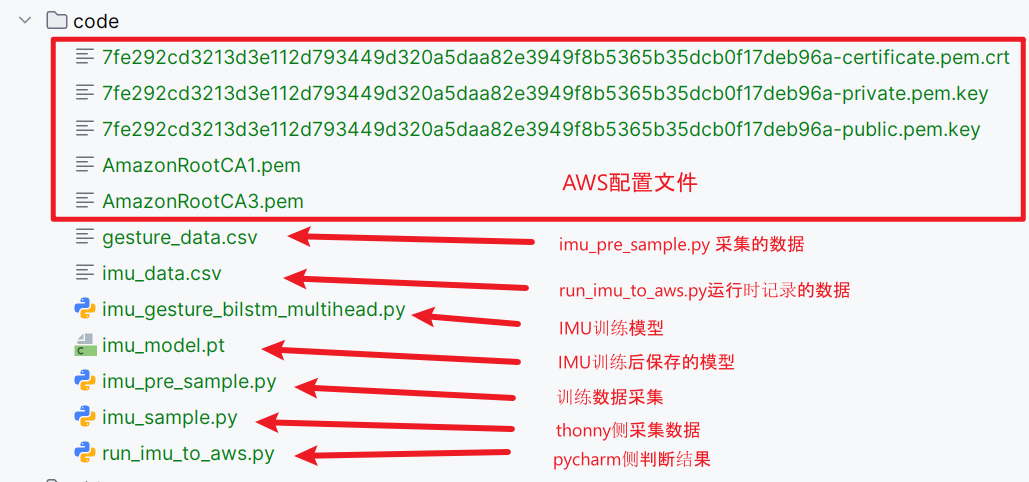 code
7fe292cd3213d3e112d793449d320a5daa82e3949f8b5365b35dcb0f17deb96a-certificate.pem.crt
7fe292cd3213d3e112d793449d320a5daa82e3949f8b5365b35dcb0f17deb96a-private.pem.key
7fe292cd3213d3e112d793449d320a5daa82e3949f8b5365b35dcb0f17deb96a-public.pem.key
AmazonRootCA1.pem
AWS配置文件
AmazonRootCA3.pem
gesture_data.csv
imu_pre_sample.py 采集的数据
imu_data.csv
run_imu_to_aws.py运行时记录的数据
imu_gesture_bilstm_multihead.py
IMU训练模型
imu_model.pt
IMU训练后保存的模型
imu_pre_sample.py
训练数据采集
imu_sample.py
thonny侧采集数据
run_imu_to_aws.py
pycharm侧判断结果